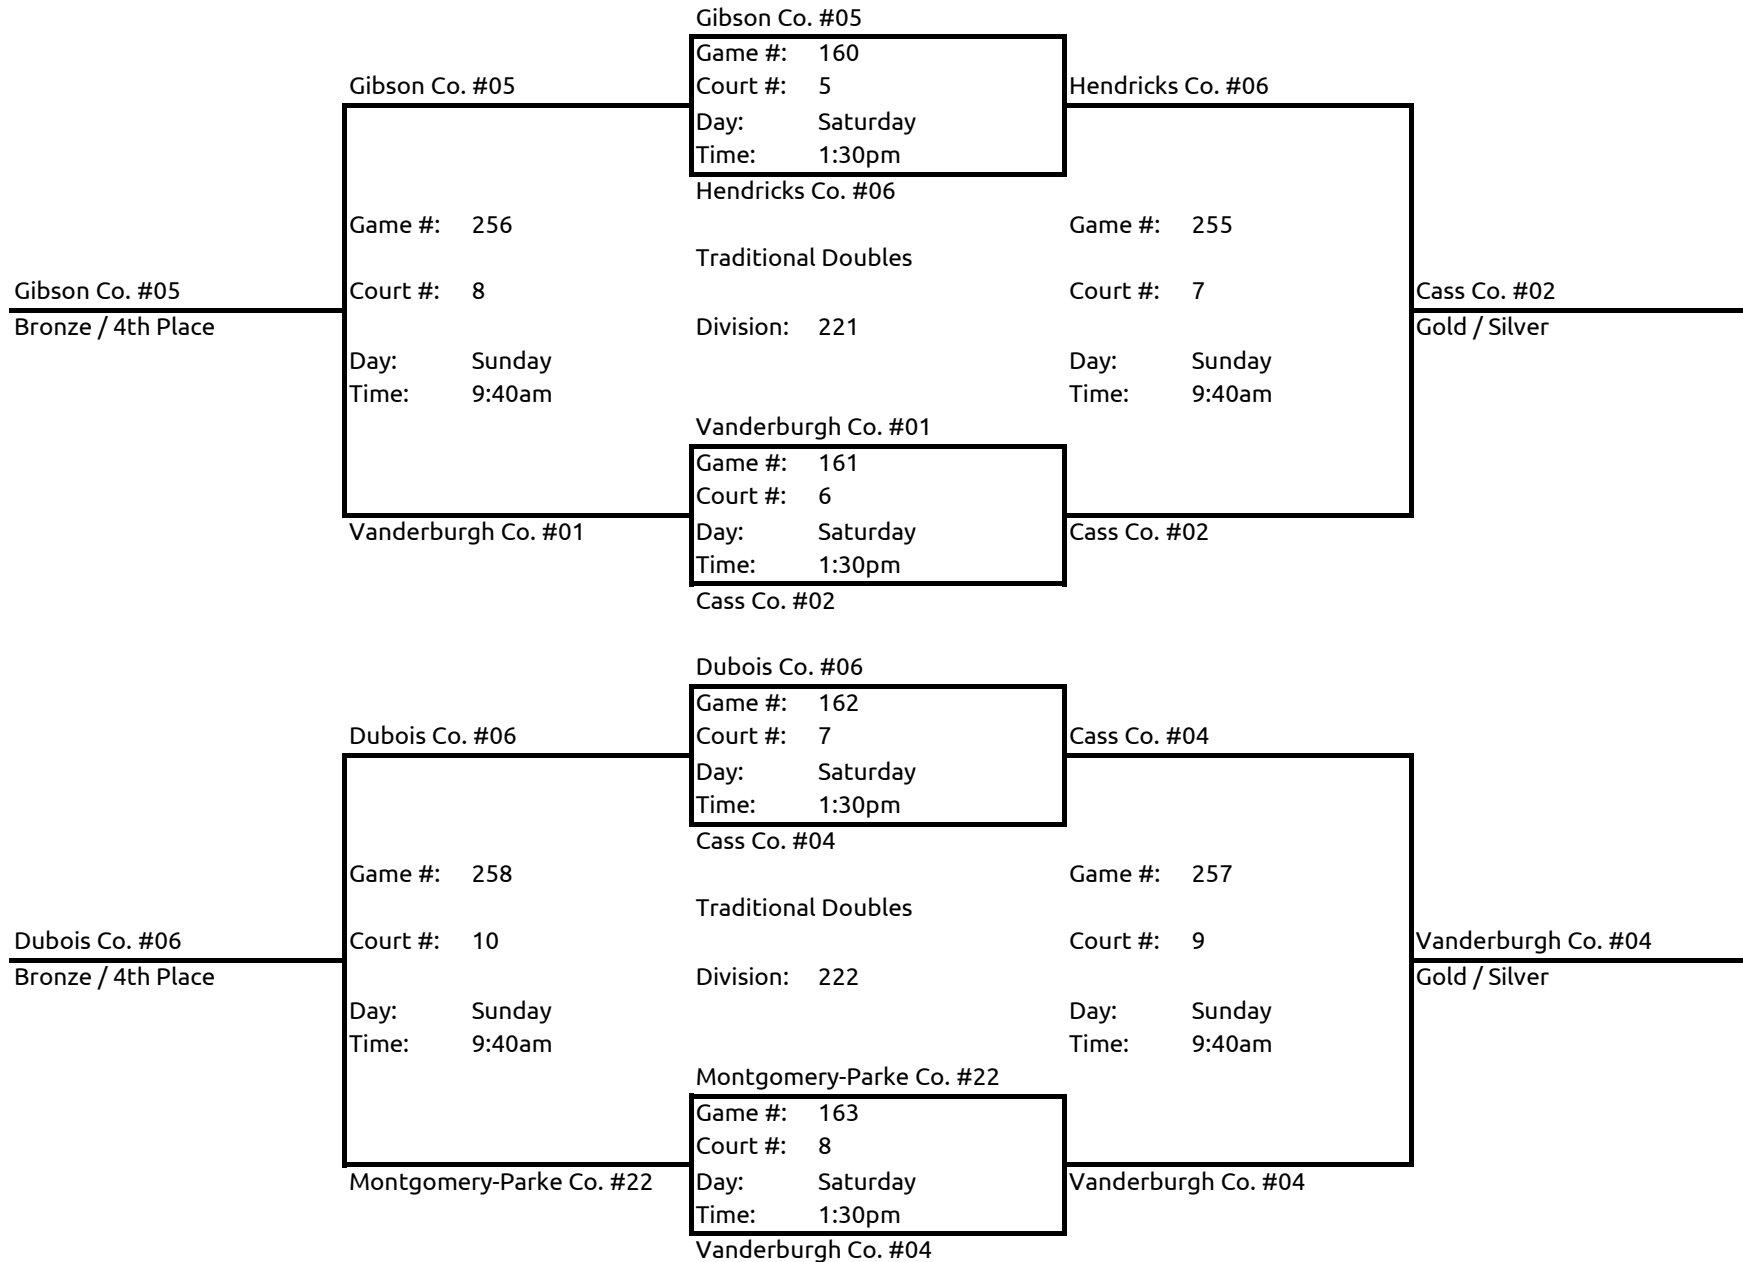 Gibson Co. #05
Game #: 160
Gibson Co. #05 Court #: 5 Hendricks Co. #06
Day: Saturday
Time: 1:30pm
Hendricks Co. #06
Game #: 256 Game #: 255
Traditional Doubles
Gibson Co. #05 Court #: 8 Court #: 7 Cass Co. #02
Bronze / 4th Place Division: 221 Gold / Silver
Day: Sunday Day: Sunday
Time: 9:40am Time: 9:40am
Vanderburgh Co. #01
Game #: 161
Court #: 6
Vanderburgh Co. #01 Day: Saturday Cass Co. #02
Time: 1:30pm
Cass Co. #02
Dubois Co. #06
Game #: 162
Dubois Co. #06 Court #: 7 Cass Co. #04
Day: Saturday
Time: 1:30pm
Cass Co. #04
Game #: 258 Game #: 257
Traditional Doubles
Dubois Co. #06 Court #: 10 Court #: 9 Vanderburgh Co. #04
Bronze / 4th Place Division: 222 Gold / Silver
Day: Sunday Day: Sunday
Time: 9:40am Time: 9:40am
Montgomery-Parke Co. #22
Game #: 163
Court #: 8
Montgomery-Parke Co. #22 Day: Saturday Vanderburgh Co. #04
Time: 1:30pm
Vanderburgh Co. #04